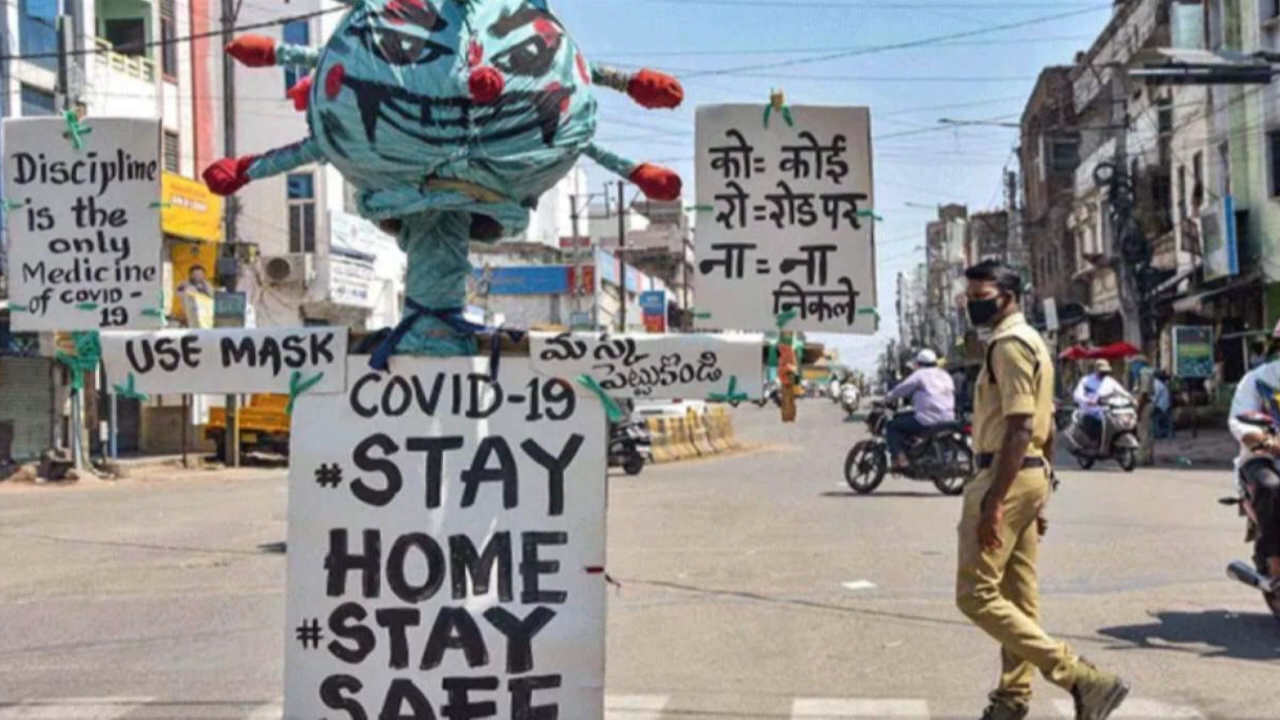 Discipline
is the
only
Medicine
of COVID-
19
USE MASK
को= कोई
रो=रोड पर
ना= ना
निकले
మాస్కు
పెట్టుకోండి
COVID-19
#STAY
HOME
#STAY
SAFE